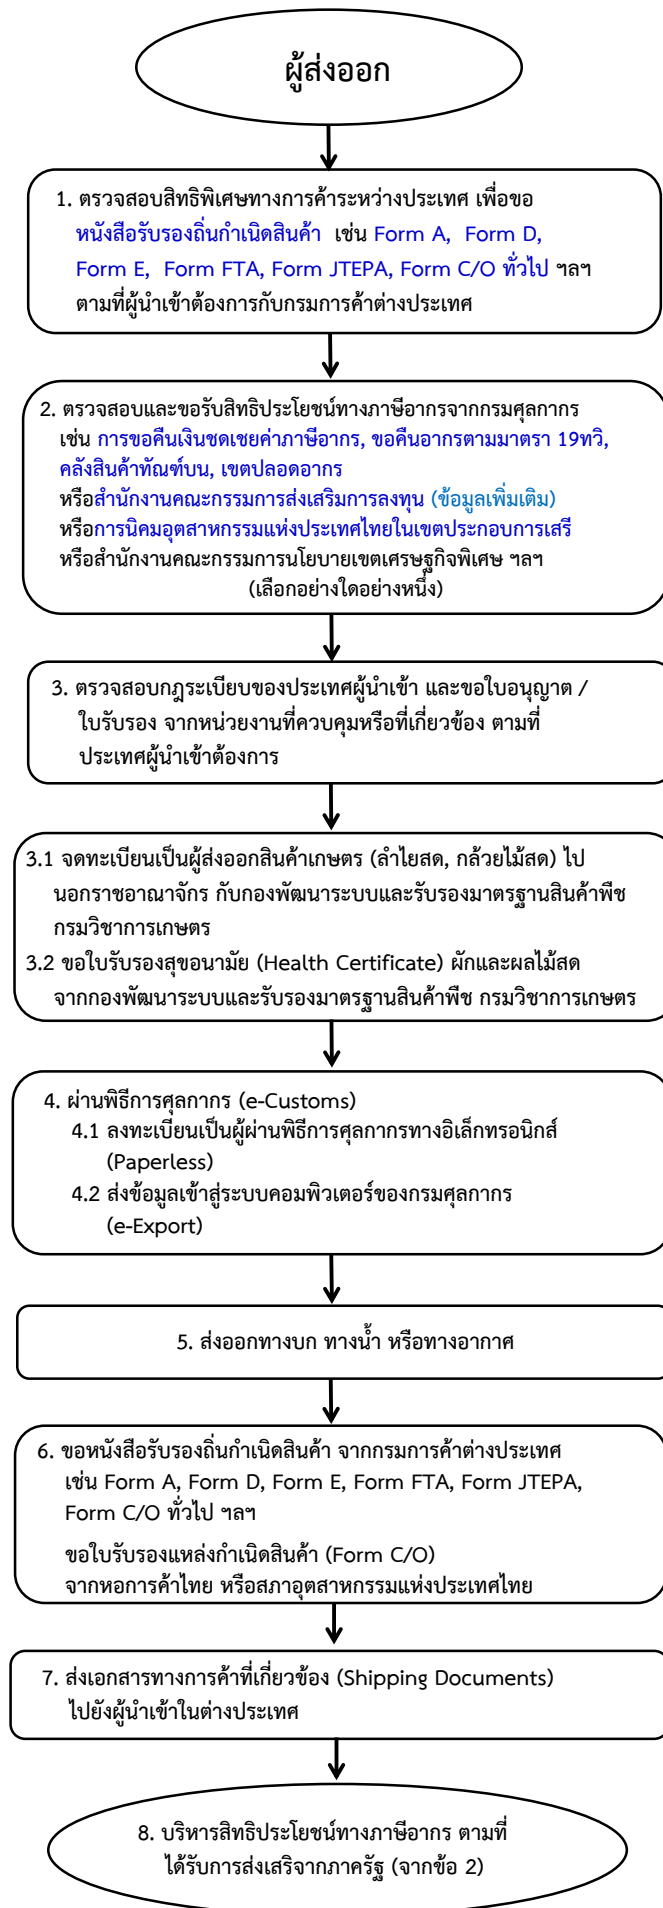 ผู้ส่งออก
1. ตรวจสอบสิทธิพิเศษทางการค้าระหว่างประเทศ เพื่อขอ
หนังสือรับรองถิ่นกำเนิดสินค้า เช่น Form A, Form D,
Form E, Form FTA, Form JTEPA, Form C/O ทั่วไป ฯลฯ
ตามที่ผู้นำเข้าต้องการกับกรมการค้าต่างประเทศ
2. ตรวจสอบและขอรับสิทธิประโยชน์ทางภาษีอากรจากกรมศุลกากร
เช่น การขอคืนเงินชดเชยค่าภาษีอากร, ขอคืนอากรตามมาตรา 19ทวิ,
คลังสินค้าทัณฑ์บน, เขตปลอดอากร
หรือสำนักงานคณะกรรมการส่งเสริมการลงทุน (ข้อมูลเพิ่มเติม)
หรือการนิคมอุตสาหกรรมแห่งประเทศไทยในเขตประกอบการเสรี
หรือสำนักงานคณะกรรมการนโยบายเขตเศรษฐกิจพิเศษ ฯลฯ
(เลือกอย่างใดอย่างหนึ่ง)
3. ตรวจสอบกฎระเบียบของประเทศผู้นำเข้า และขอใบอนุญาต /
ใบรับรอง จากหน่วยงานที่ควบคุมหรือที่เกี่ยวข้อง ตามที่
ประเทศผู้นำเข้าต้องการ
3.1 จดทะเบียนเป็นผู้ส่งออกสินค้าเกษตร (ลำไยสด, กล้วยไม้สด) ไป
นอกราชอาณาจักร กับกองพัฒนาระบบและรับรองมาตรฐานสินค้าพืช
กรมวิชาการเกษตร
3.2 ขอใบรับรองสุขอนามัย (Health Certificate) ผักและผลไม้สด
จากกองพัฒนาระบบและรับรองมาตรฐานสินค้าพืช กรมวิชาการเกษตร
4. ผ่านพิธีการศุลกากร (e-Customs)
4.1 ลงทะเบียนเป็นผู้ผ่านพิธีการศุลกากรทางอิเล็กทรอนิกส์
(Paperless)
4.2 ส่งข้อมูลเข้าสู่ระบบคอมพิวเตอร์ของกรมศุลกากร
(e-Export)
5. ส่งออกทางบก ทางน้ำ หรือทางอากาศ
6. ขอหนังสือรับรองถิ่นกำเนิดสินค้า จากกรมการค้าต่างประเทศ
เช่น Form A, Form D, Form E, Form FTA, Form JTEPA,
Form C/O ทั่วไป ฯลฯ
ขอใบรับรองแหล่งกำเนิดสินค้า (Form C/O)
จากหอการค้าไทย หรือสภาอุตสาหกรรมแห่งประเทศไทย
7. ส่งเอกสารทางการค้าที่เกี่ยวข้อง (Shipping Documents)
ไปยังผู้นำเข้าในต่างประเทศ
8. บริหารสิทธิประโยชน์ทางภาษีอากร ตามที่
ได้รับการส่งเสริจากภาครัฐ (จากข้อ 2)